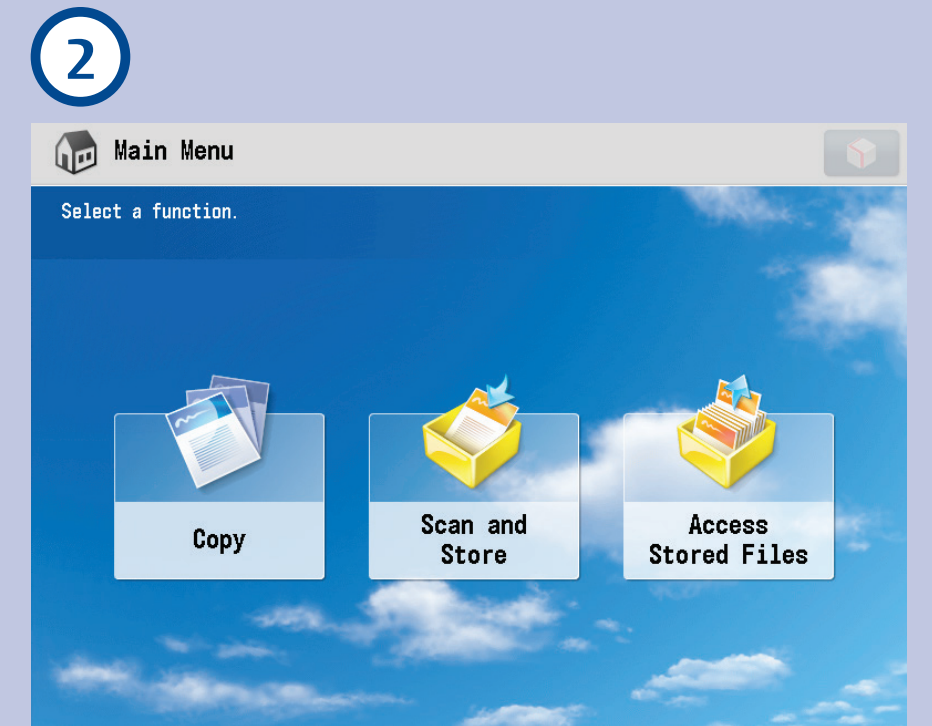 2
Main Menu
Select a function.
Copy
Scan and
Store
Access
Stored Files